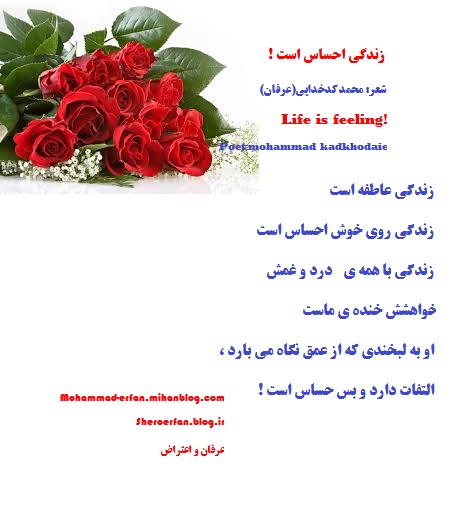 زندگی احساس است !
شعر: محمد کدخدایی(عرفان)
Life is feeling!
Poet:mohammad kadkhodaie
زندگی عاطفه است
زندگی روی خوش احساس است
زندگی با همه ی درد و غمش
خواهشش خنده ی ماست
او به لبخندی که از عمق نگاه می بارد ،
التفات دارد و بس حساس است !
Mohammad-erfan.mihanblog.com
Sheroerfan.blog.ir
عرفان و اعتراض